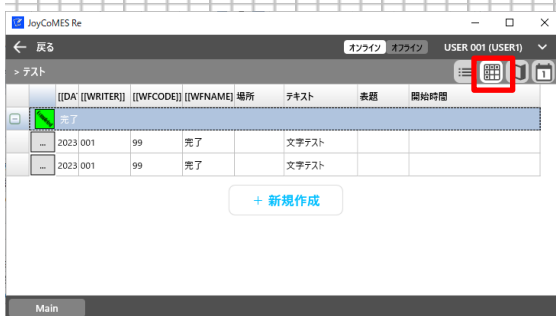 JoyCoMES Re
戻る オンライン オフライン USER 001 (USER1)
> テスト 1
[[DA [[WRITER]] [[WFCODE]] [[WFNAME] 場所 テキスト 表題 開始時間
完了
... 2023 001 99 完了 文字テスト
... 2023 001 99 完了 文字テスト
+ 新規作成
Main